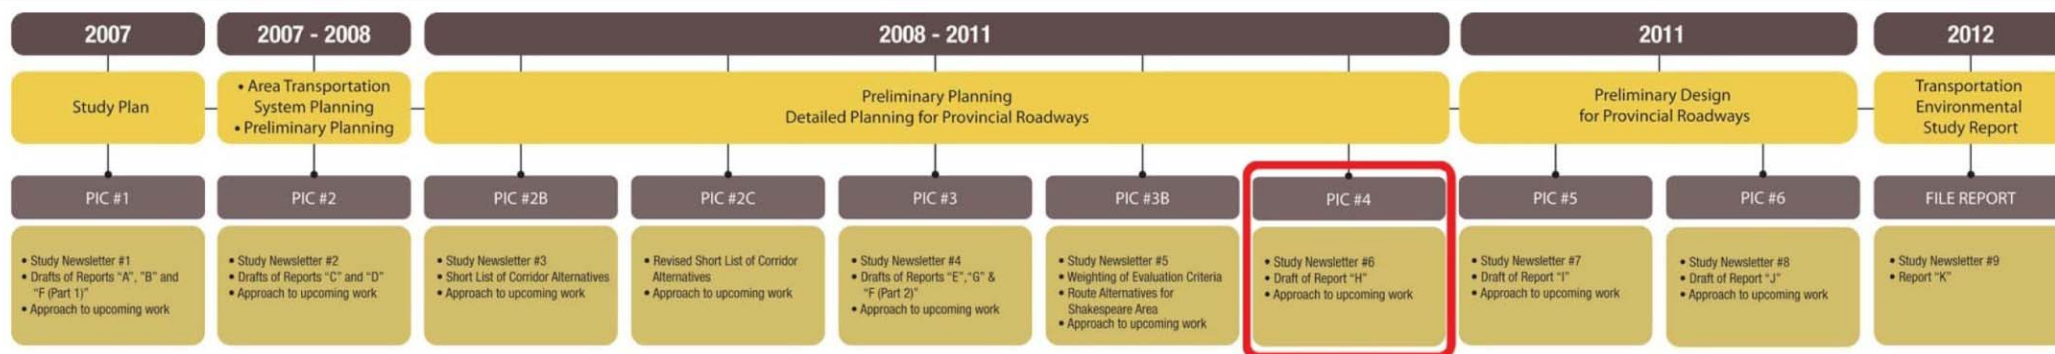 2007
2007 - 2008
2008 - 2011
2011
2012
Study Plan
• Area Transportation
System Planning
• Preliminary Planning
Preliminary Planning
Detailed Planning for Provincial Roadways
Preliminary Design
for Provincial Roadways
Transportation
Environmental
Study Report
PIC #1
PIC #2
PIC #2B
PIC #2C
PIC #3
PIC #3B
PIC #4
PIC #5
PIC #6
FILE REPORT
• Study Newsletter #1
• Drafts of Reports "A", "B" and
"F (Part 1)"
• Approach to upcoming work
• Study Newsletter #2
• Drafts of Reports "C" and "D"
• Approach to upcoming work
• Study Newsletter #3
• Short List of Corridor Alternatives
• Approach to upcoming work
• Revised Short List of Corridor
Alternatives
• Approach to upcoming work
• Study Newsletter #4
• Drafts of Reports "E","G" &
"F (Part 2)"
• Approach to upcoming work
• Study Newsletter #5
• Weighting of Evaluation Criteria
• Route Alternatives for
Shakespeare Area
• Approach to upcoming work
• Study Newsletter #6
• Draft of Report "H"
• Approach to upcoming work
• Study Newsletter #7
• Draft of Report "I"
• Approach to upcoming work
• Study Newsletter #8
• Draft of Report "J"
• Approach to upcoming work
• Study Newsletter #9
• Report "K"